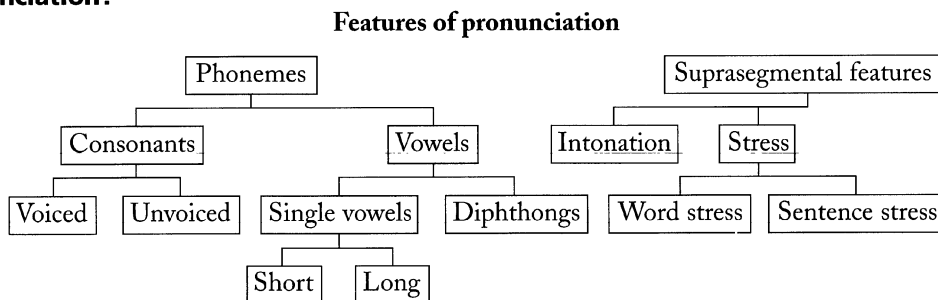 nciation?
Features of pronunciation
Phonemes Suprasegmental features
Consonants Vowels Intonation Stress
Voiced Unvoiced Single vowels Diphthongs Word stress Sentence stress
Short Long